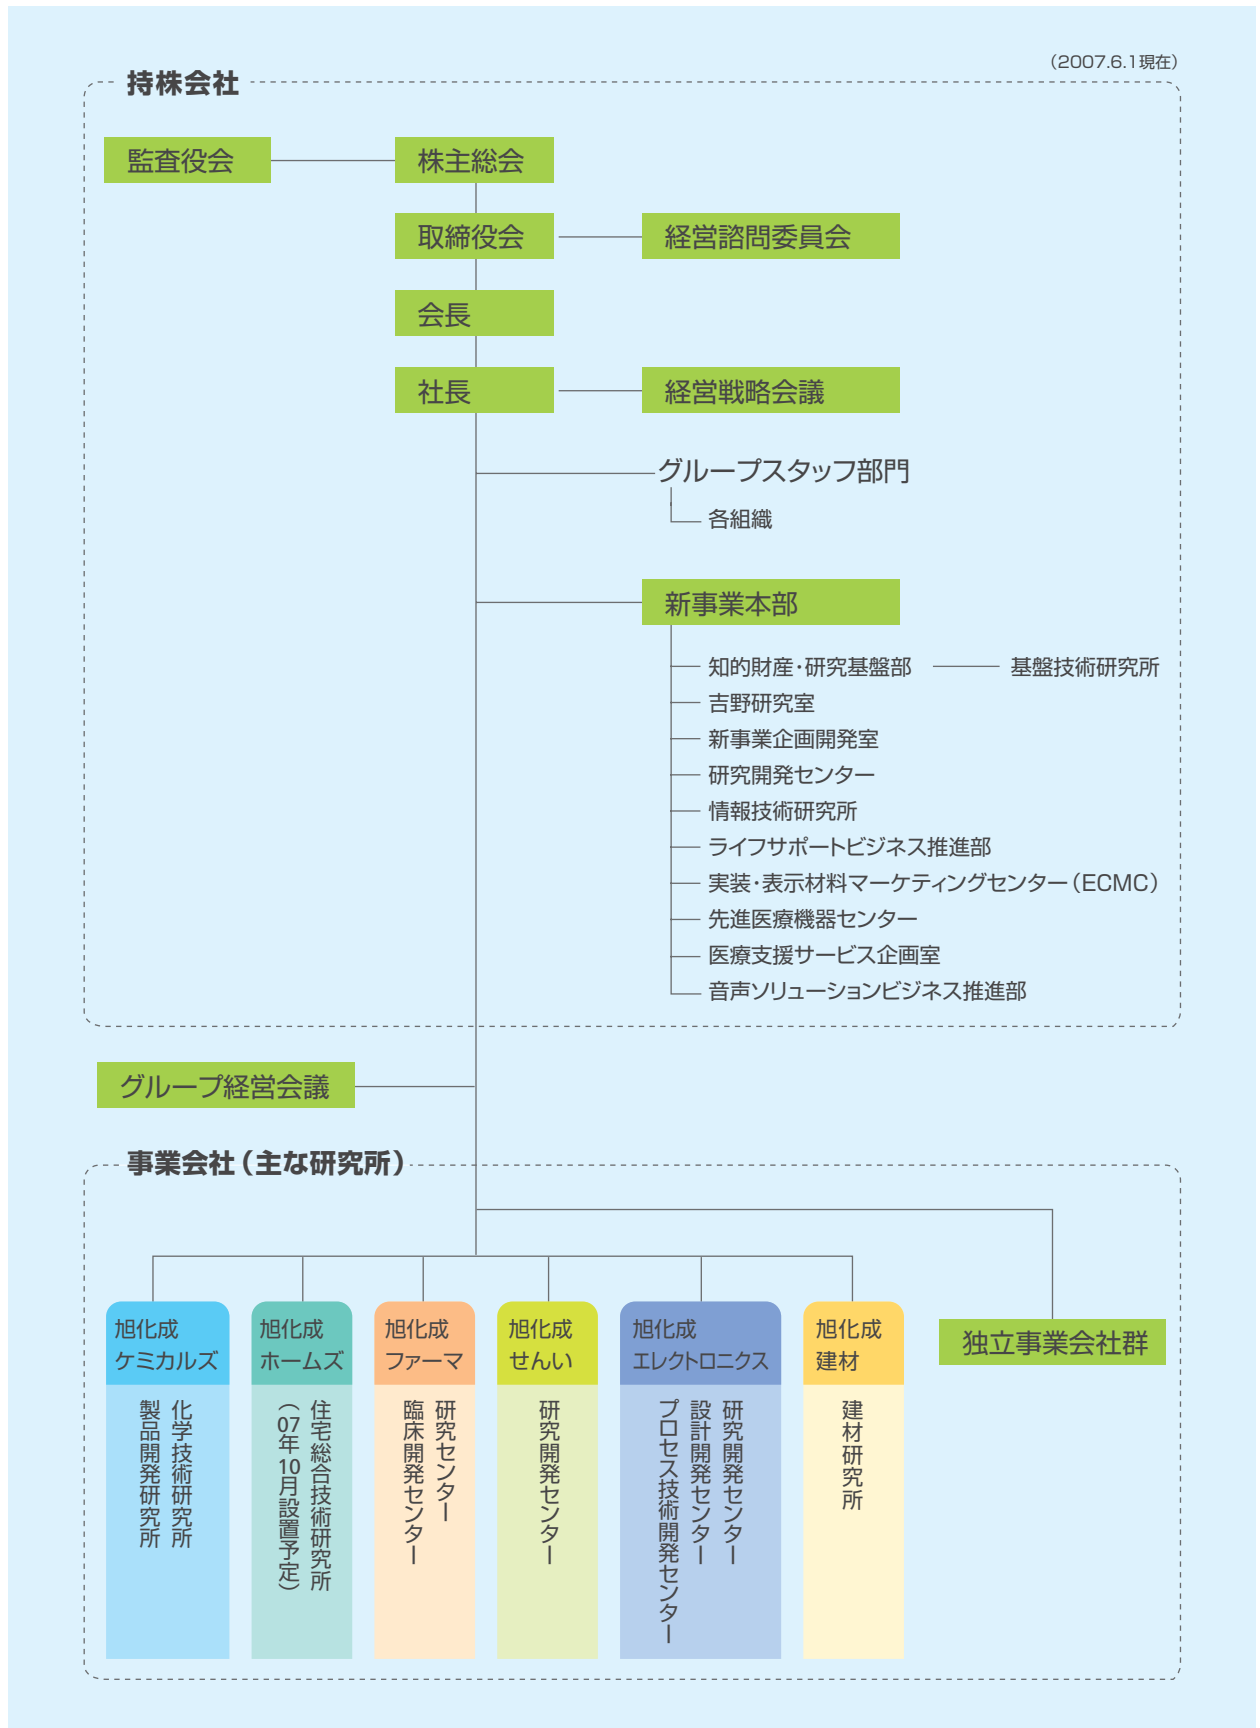 （2007.6.1現在）
持株会社
監査役会
株主総会
取締役会
経営諮問委員会
会長
社長
経営戦略会議
グループスタッフ部門
各組織
新事業本部
知的財産・研究基盤部
基盤技術研究所
吉野研究室
新事業企画開発室
研究開発センター
情報技術研究所
ライフサポートビジネス推進部
実装・表示材料マーケティングセンター（ECMC）
先進医療機器センター
医療支援サービス企画室
音声ソリューションビジネス推進部
グループ経営会議
事業会社（主な研究所）
旭化成
ケミカルズ
化学技術研究所
製品開発研究所
旭化成
ホームズ
住宅総合技術研究所
（07年10月設置予定）
旭化成
ファーマ
研究センター
臨床開発センター
旭化成
せんい
研究開発センター
旭化成
エレクトロニクス
研究開発センター
設計開発センター
プロセス技術開発センター
旭化成
建材
建材研究所
独立事業会社群